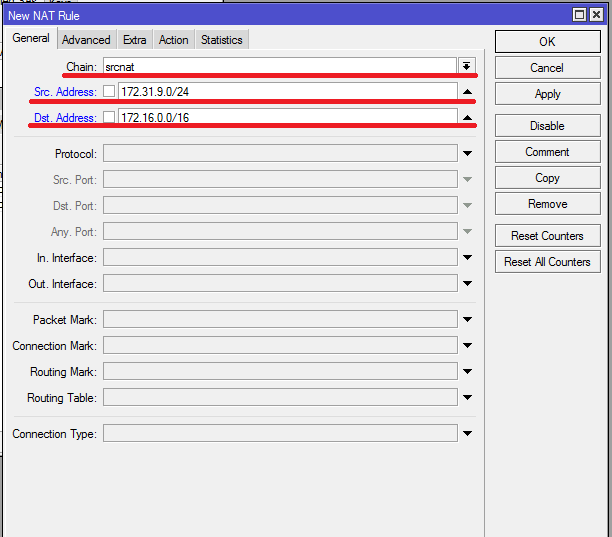 New NAT Rule
General Advanced Extra Action Statistics
Chain: srcnat
Src. Address: 172.31.9.0/24
Dst. Address: 172.16.0.0/16
Protocol:
Src. Port:
Dst. Port:
Any. Port:
In. Interface:
Out. Interface:
Packet Mark:
Connection Mark:
Routing Mark:
Routing Table:
Connection Type:
OK
Cancel
Apply
Disable
Comment
Copy
Remove
Reset Counters
Reset All Counters